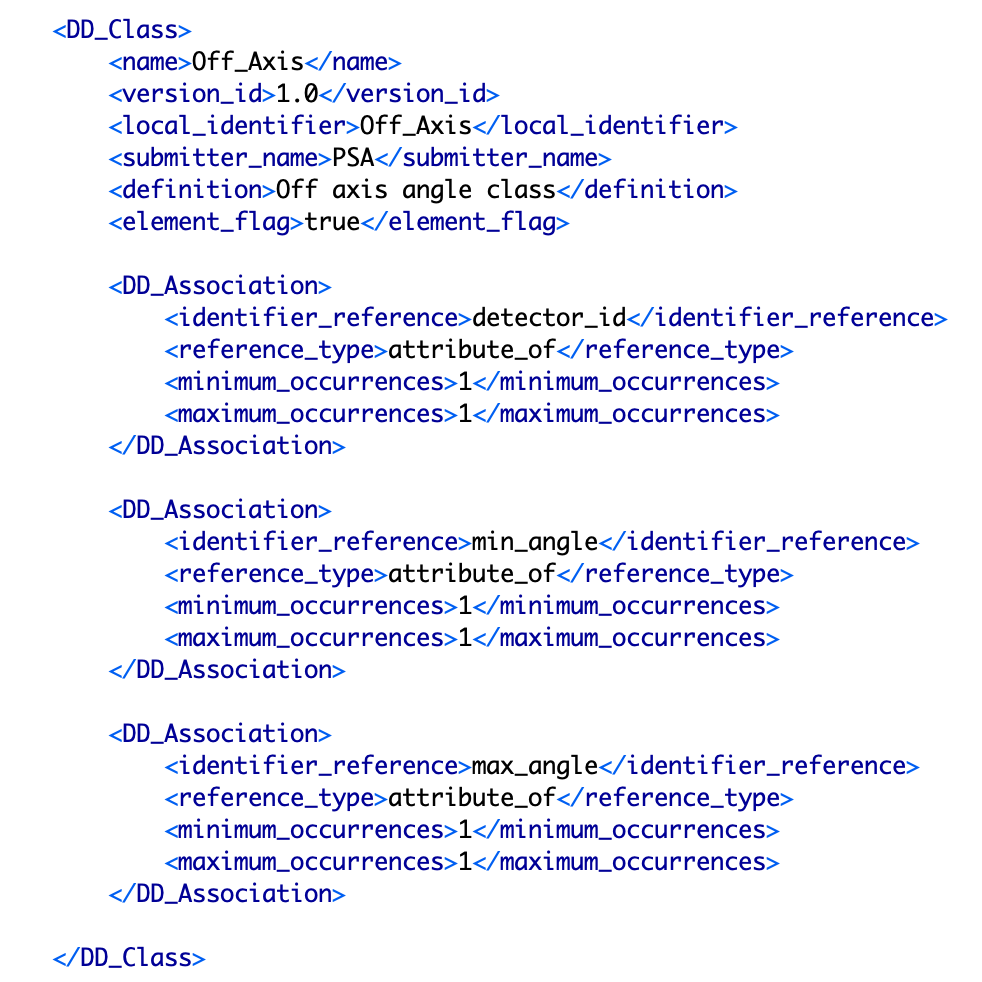 <DD_Class>
<name>Off_Axis</name>
<version_id>1.0</version_id>
<local_identifier>Off_Axis</local_identifier>
<submitter_name>PSA</submitter_name>
<definition>Off axis angle class</definition>
<element_flag>true</element_flag>
<DD_Association>
<identifier_reference>detector_id</identifier_reference>
<reference_type>attribute_of</reference_type>
<minimum_occurrences>1</minimum_occurrences>
<maximum_occurrences>1</maximum_occurrences>
</DD_Association>
<DD_Association>
<identifier_reference>min_angle</identifier_reference>
<reference_type>attribute_of</reference_type>
<minimum_occurrences>1</minimum_occurrences>
<maximum_occurrences>1</maximum_occurrences>
</DD_Association>
<DD_Association>
<identifier_reference>max_angle</identifier_reference>
<reference_type>attribute_of</reference_type>
<minimum_occurrences>1</minimum_occurrences>
<maximum_occurrences>1</maximum_occurrences>
</DD_Association>
</DD_Class>